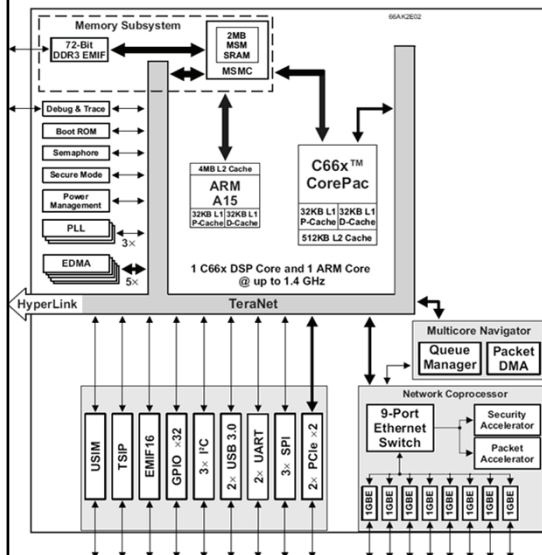 66AK2E02
Memory Subsystem
72-Bit
DDR3 EMIF
2MB
MSM
SRAM
MSMC
Debug & Trace
Boot ROM
Semaphore
Secure Mode
Power
Management
PLL
3×
EDMA
5×
4MB L2 Cache
ARM
A15
32KB L1 32KB L1
P-Cache D-Cache
C66x™
CorePac
32KB L1 32KB L1
P-Cache D-Cache
512KB L2 Cache
1 C66x DSP Core and 1 ARM Core
@ up to 1.4 GHz
HyperLink
TeraNet
Multicore Navigator
Queue
Manager
Packet
DMA
Network Coprocessor
9-Port
Ethernet
Switch
Security
Accelerator
Packet
Accelerator
USIM
TSIP
EMIF16
GPIO ×32
3× I²C
2× USB 3.0
2× UART
3× SPI
2× PCIe ×2
1GBE
1GBE
1GBE
1GBE
1GBE
1GBE
1GBE
1GBE